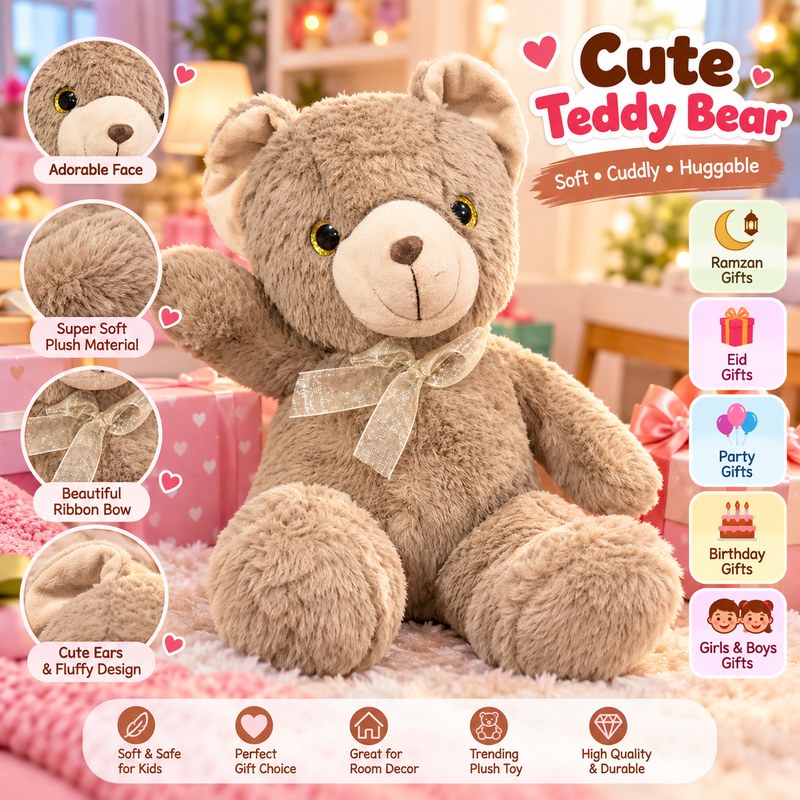 Cute
Teddy Bear
Soft • Cuddly • Huggable
Adorable Face
Super Soft
Plush Material
Beautiful
Ribbon Bow
Cute Ears
& Fluffy Design
Ramzan
Gifts
Eid
Gifts
Party
Gifts
Birthday
Gifts
Girls & Boys
Gifts
Soft & Safe
for Kids
Perfect
Gift Choice
Great for
Room Decor
Trending
Plush Toy
High Quality
& Durable